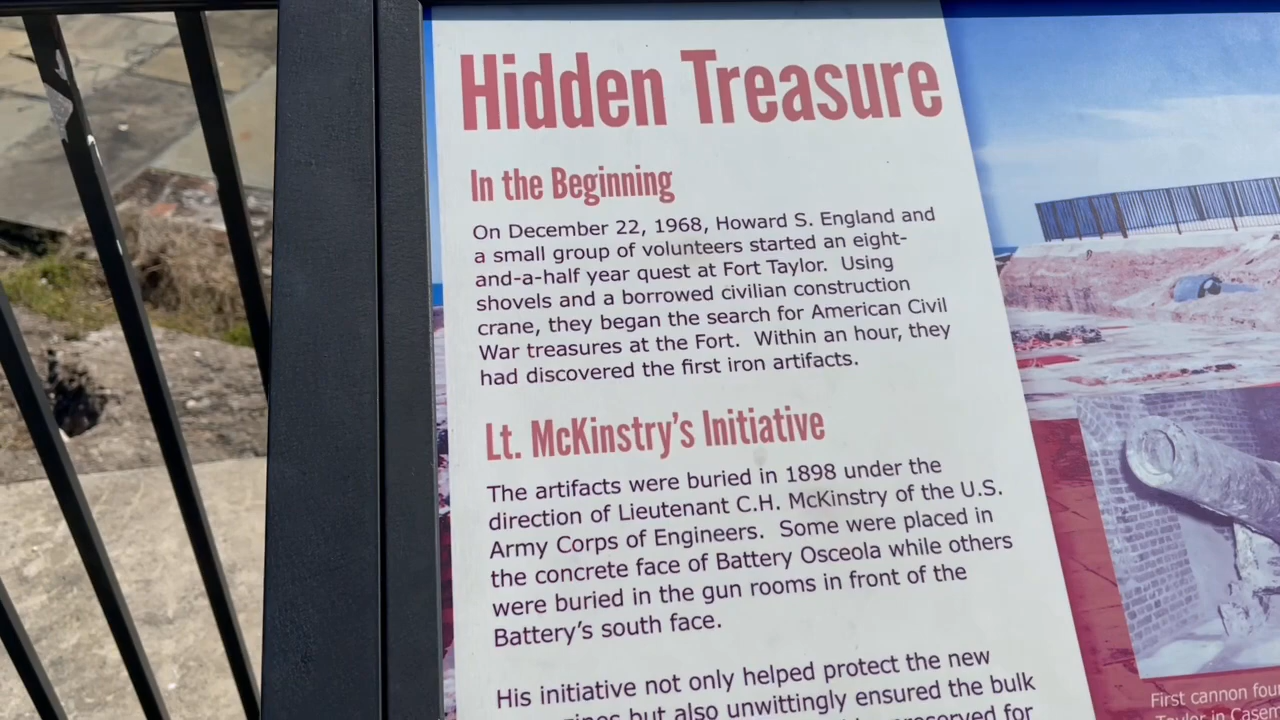 Hidden Treasure
In the Beginning
On December 22, 1968, Howard S. England and
a small group of volunteers started an eight-
and-a-half year quest at Fort Taylor. Using
shovels and a borrowed civilian construction
crane, they began the search for American Civil
War treasures at the Fort. Within an hour, they
had discovered the first iron artifacts.
Lt. McKinstry's Initiative
The artifacts were buried in 1898 under the
direction of Lieutenant C.H. McKinstry of the U.S.
Army Corps of Engineers. Some were placed in
the concrete face of Battery Osceola while others
were buried in the gun rooms in front of the
Battery's south face.
His initiative not only helped protect the new
but also unwittingly ensured the bulk
preserved for
First cannon
Taylor in